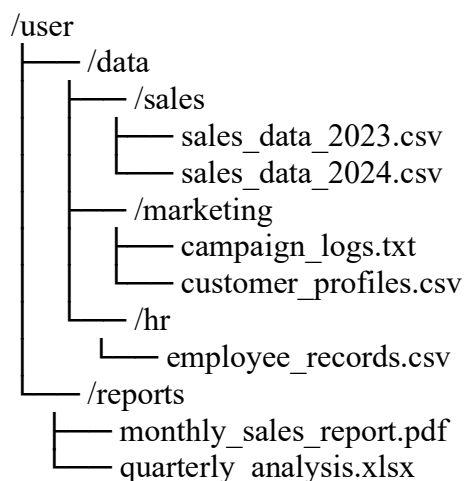 /user
/data
/sales
sales_data_2023.csv
sales_data_2024.csv
/marketing
campaign_logs.txt
customer_profiles.csv
/hr
employee_records.csv
/reports
monthly_sales_report.pdf
quarterly_analysis.xlsx